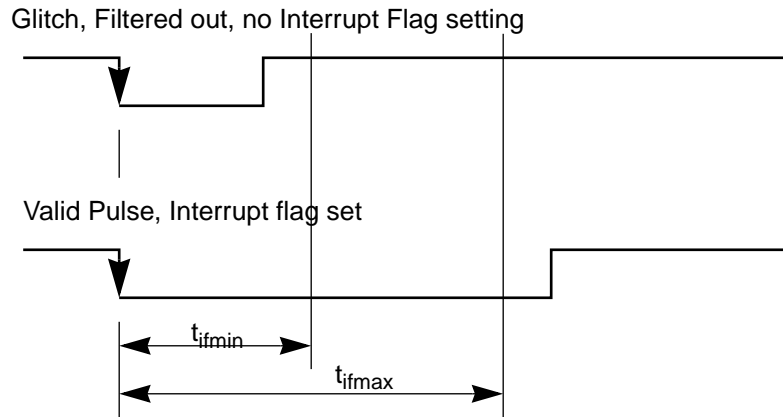 Glitch, Filtered out, no Interrupt Flag setting
Valid Pulse, Interrupt flag set
tifmin
tifmax